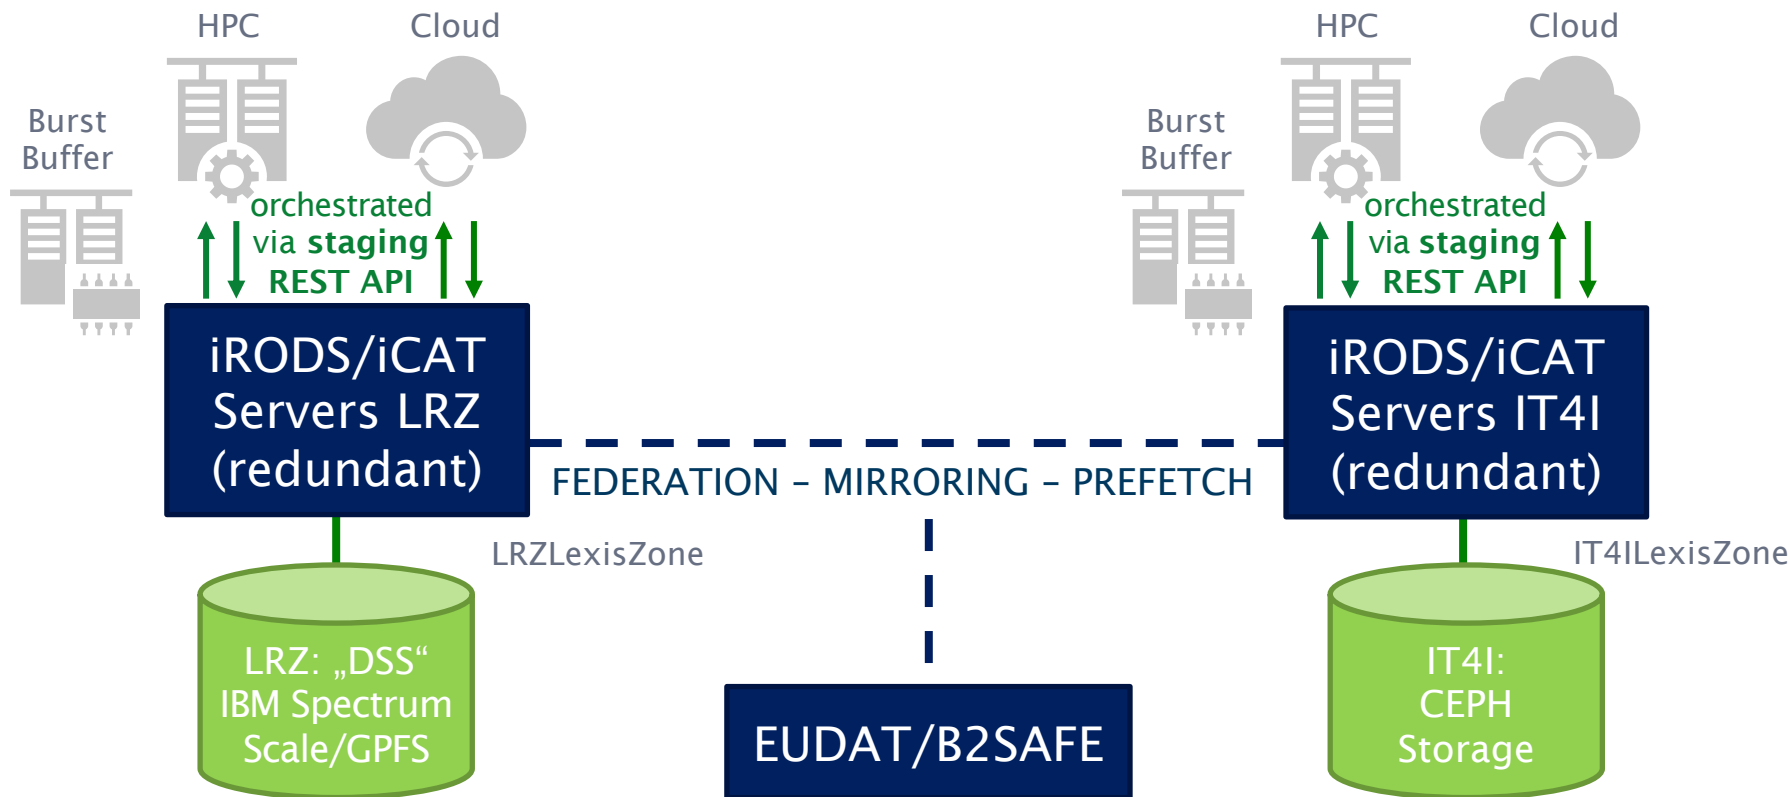 HPC
Cloud
Burst
Buffer
orchestrated
via staging
REST API
iRODS/iCAT
Servers LRZ
(redundant)
LRZLexisZone
LRZ: „DSS“
IBM Spectrum
Scale/GPFS
FEDERATION – MIRRORING – PREFETCH
EUDAT/B2SAFE
HPC
Cloud
Burst
Buffer
orchestrated
via staging
REST API
iRODS/iCAT
Servers IT4I
(redundant)
IT4ILexisZone
IT4I:
CEPH
Storage